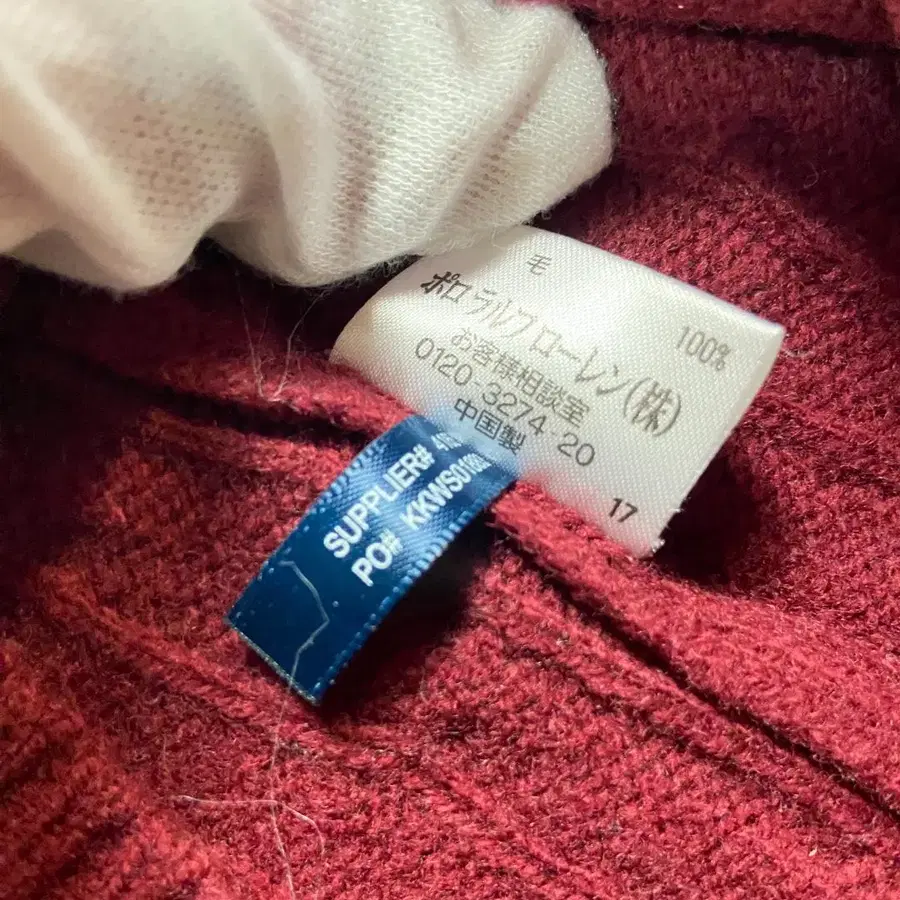 毛 100%
ポロ ラルフ ローレン(株)
お客様相談室
0120-3274-20
中国製
17
SUPPLIER#
PO# KKWS0169